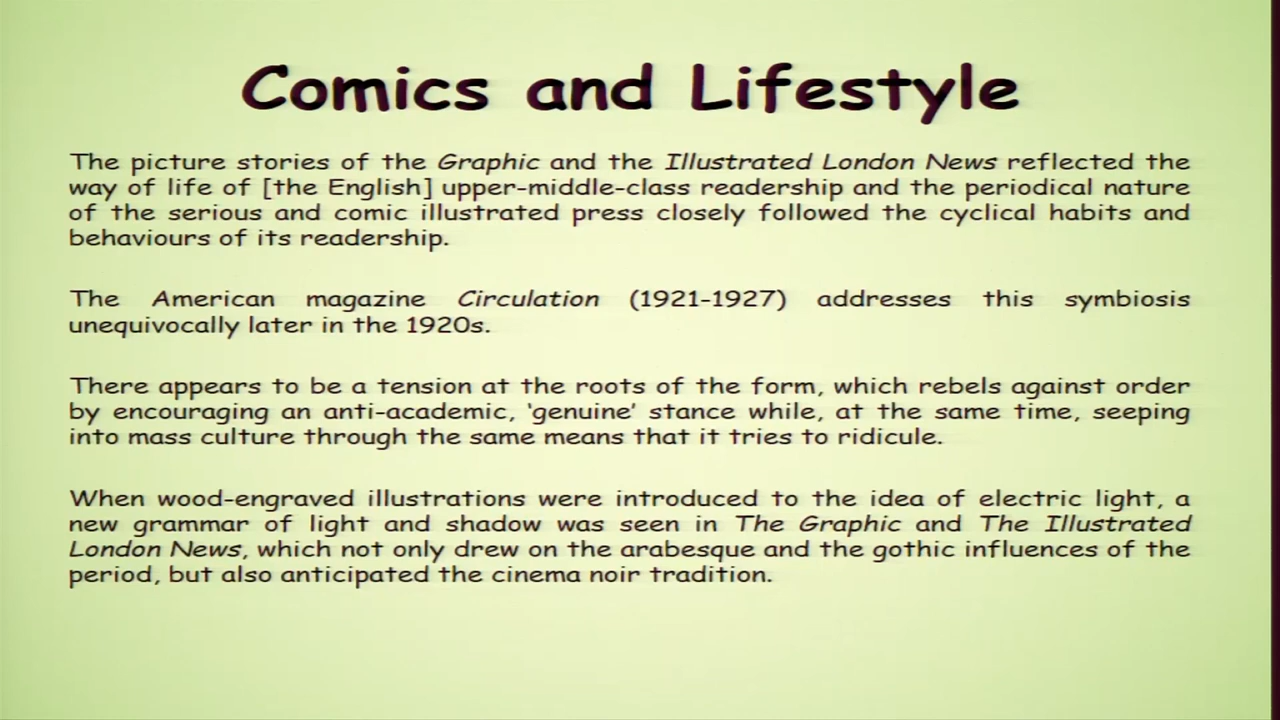 Comics and Lifestyle
The picture stories of the Graphic and the Illustrated London News reflected the
way of life of [the English] upper-middle-class readership and the periodical nature
of the serious and comic illustrated press closely followed the cyclical habits and
behaviours of its readership.
The American magazine Circulation (1921-1927) addresses this symbiosis
unequivocally later in the 1920s.
There appears to be a tension at the roots of the form, which rebels against order
by encouraging an anti-academic, ‘genuine’ stance while, at the same time, seeping
into mass culture through the same means that it tries to ridicule.
When wood-engraved illustrations were introduced to the idea of electric light, a
new grammar of light and shadow was seen in The Graphic and The Illustrated
London News, which not only drew on the arabesque and the gothic influences of the
period, but also anticipated the cinema noir tradition.